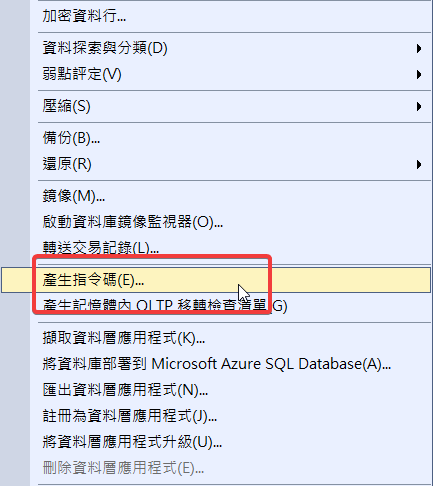 加密資料行...
資料探索與分類(D)
弱點評定(V)
壓縮(S)
備份(B)...
還原(R)
鏡像(M)...
啟動資料庫鏡像監視器(O)...
轉送交易記錄(L)...
產生指令碼(E)...
產生記憶體內 OLTP 移轉檢查清單(G)
擷取資料層應用程式(K)...
將資料庫部署到 Microsoft Azure SQL Database(A)...
匯出資料層應用程式(N)...
註冊為資料層應用程式(J)...
將資料層應用程式升級(U)...
刪除資料層應用程式(E)...